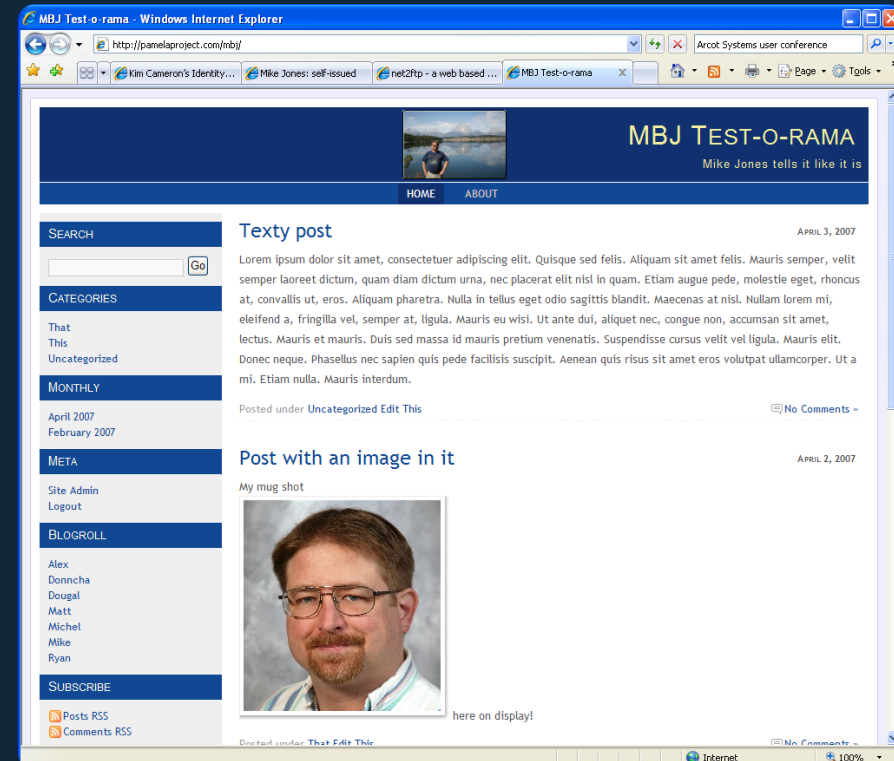 MBJ Test-o-rama - Windows Internet Explorer
http://pamelaproject.com/mbj/
Arcot Systems user conference
Kim Cameron's Identity...
Mike Jones: self-issued
net2ftp - a web based ...
MBJ Test-o-rama
Page
Tools
MBJ Test-o-rama
Mike Jones tells it like it is
HOME
ABOUT
Search
Go
Categories
That
This
Uncategorized
Monthly
April 2007
February 2007
Meta
Site Admin
Logout
Blogroll
Alex
Donncha
Dougal
Matt
Michel
Mike
Ryan
Subscribe
Posts RSS
Comments RSS
Texty post
April 3, 2007
Lorem ipsum dolor sit amet, consectetuer adipiscing elit. Quisque sed felis. Aliquam sit amet felis. Mauris semper, velit
semper laoreet dictum, quam diam dictum urna, nec placerat elit nisl in quam. Etiam augue pede, molestie eget, rhoncus
at, convallis ut, eros. Aliquam pharetra. Nulla in tellus eget odio sagittis blandit. Maecenas at nisl. Nullam lorem mi,
eleifend a, fringilla vel, semper at, ligula. Mauris eu wisi. Ut ante dui, aliquet nec, congue non, accumsan sit amet,
lectus. Mauris et mauris. Duis sed massa id mauris pretium venenatis. Suspendisse cursus velit vel ligula. Mauris elit.
Donec neque. Phasellus nec sapien quis pede facilisis suscipit. Aenean quis risus sit amet eros volutpat ullamcorper. Ut a
mi. Etiam nulla. Mauris interdum.
Posted under Uncategorized Edit This
No Comments »
Post with an image in it
April 2, 2007
My mug shot
here on display!
Posted under That Edit This
No Comments »
Internet
100%